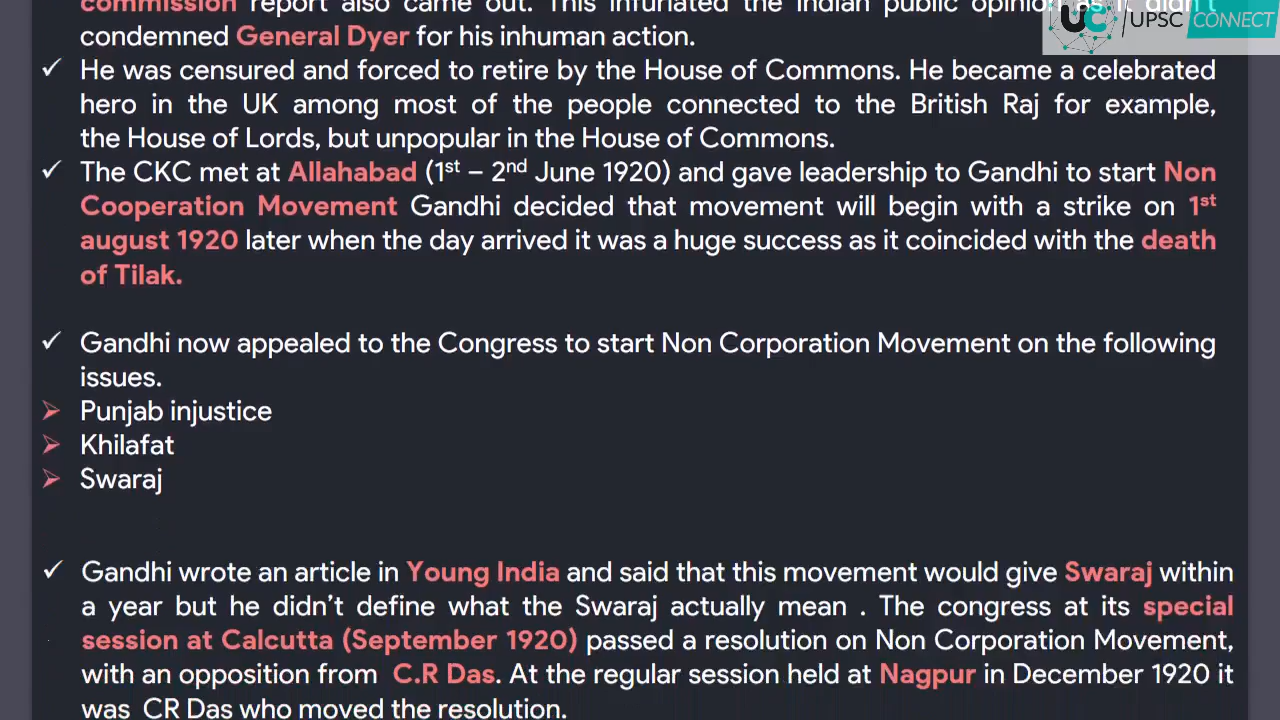 commission report also came out. This infuriated the Indian public opinion as it didn't
UC UPSC CONNECT
condemned General Dyer for his inhuman action.
✓ He was censured and forced to retire by the House of Commons. He became a celebrated
hero in the UK among most of the people connected to the British Raj for example,
the House of Lords, but unpopular in the House of Commons.
✓ The CKC met at Allahabad (1st – 2nd June 1920) and gave leadership to Gandhi to start Non
Cooperation Movement Gandhi decided that movement will begin with a strike on 1st
august 1920 later when the day arrived it was a huge success as it coincided with the death
of Tilak.
✓ Gandhi now appealed to the Congress to start Non Corporation Movement on the following
issues.
➢ Punjab injustice
➢ Khilafat
➢ Swaraj
✓ Gandhi wrote an article in Young India and said that this movement would give Swaraj within
a year but he didn't define what the Swaraj actually mean . The congress at its special
session at Calcutta (September 1920) passed a resolution on Non Corporation Movement,
with an opposition from C.R Das. At the regular session held at Nagpur in December 1920 it
was CR Das who moved the resolution.